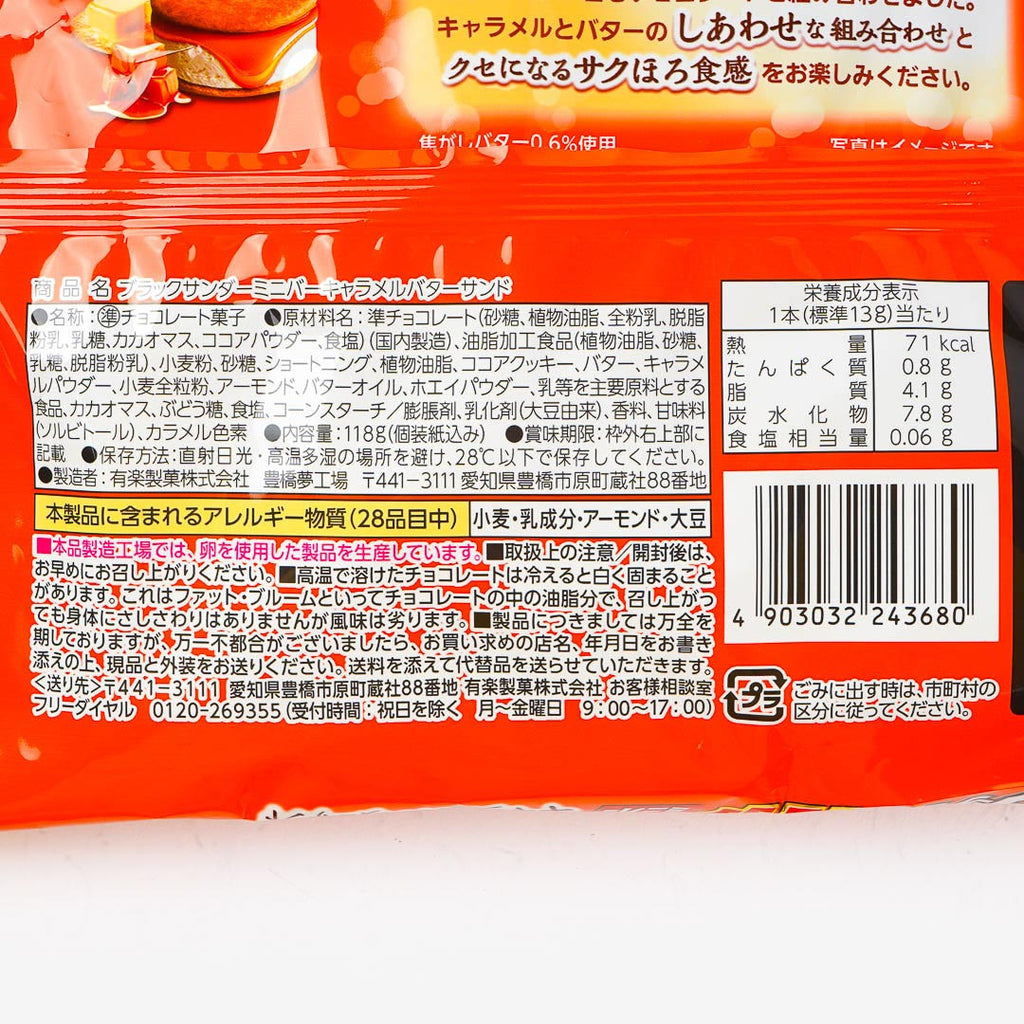 キャラメルとバターのしあわせな組み合わせと
クセになるサクほろ食感をお楽しみください。
焦がしバター0.6%使用
写真はイメージです
商品名 ブラックサンダーミニバーキャラメルバターサンド
●名称:準チョコレート菓子 ●原材料名:準チョコレート(砂糖、植物油脂、全粉乳、脱脂
粉乳、乳糖、カカオマス、ココアパウダー、食塩)(国内製造)、油脂加工食品(植物油脂、砂糖、
乳糖、脱脂粉乳)、小麦粉、砂糖、ショートニング、植物油脂、ココアクッキー、バター、キャラメ
ルパウダー、小麦全粒粉、アーモンド、バターオイル、ホエイパウダー、乳等を主要原料とする
食品、カカオマス、ぶどう糖、食塩、コーンスターチ/膨脹剤、乳化剤(大豆由来)、香料、甘味料
(ソルビトール)、カラメル色素 ●内容量:118g(個装紙込み) ●賞味期限:枠外右上部に
記載 ●保存方法:直射日光・高温多湿の場所を避け、28℃以下で保存してください。
●製造者:有楽製菓株式会社 豊橋夢工場 〒441-3111 愛知県豊橋市原町蔵社88番地
本製品に含まれるアレルギー物質(28品目中) 小麦・乳成分・アーモンド・大豆
■本品製造工場では、卵を使用した製品を生産しています。■取扱上の注意/開封後は、
お早めにお召し上がりください。■高温で溶けたチョコレートは冷えると白く固まること
があります。これはファット・ブルームといってチョコレートの中の油脂分で、召し上がっ
ても身体にさしさわりはありませんが風味は劣ります。■製品につきましては万全を
期しておりますが、万一不都合がございましたら、お買い求めの店名、年月日をお書き
添えの上、現品と外装をお送りください。送料を添えて代替品を送らせていただきます。
<送り先>〒441-3111 愛知県豊橋市原町蔵社88番地 有楽製菓株式会社 お客様相談室
フリーダイヤル 0120-269355(受付時間:祝日を除く 月~金曜日 9:00~17:00)
栄養成分表示
1本(標準13g)当たり
熱量 71 kcal
たんぱく質 0.8 g
脂質 4.1 g
炭水化物 7.8 g
食塩相当量 0.06 g
4 903032 243680
プラ
ごみに出す時は、市町村の
区分に従ってください。